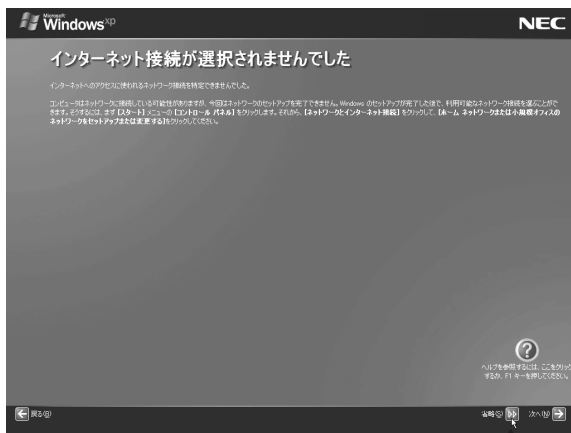 Microsoft
Windows xp
NEC
インターネット接続が選択されませんでした
インターネットへのアクセスに使われるネットワーク接続を特定できませんでした。
コンピュータはネットワークに接続している可能性がありますが、今回はネットワークのセットアップを完了できません。Windows のセットアップが完了した後で、利用可能なネットワーク接続を選ぶことがで
きます。そうするには、まず [スタート] メニューの [コントロール パネル] をクリックします。それから、[ネットワークとインターネット接続] をクリックして、[ホーム ネットワークまたは小規模オフィスの
ネットワークをセットアップまたは変更する] をクリックしてください。
ヘルプを参照するには、ここをクリック
するか、F1 キーを押してください。
戻る(B)
省略(S)
次へ(N)